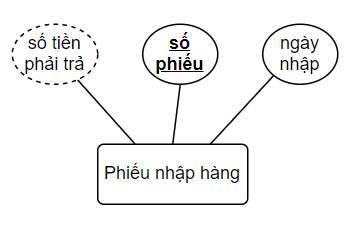 số tiền
phải trả
số
phiếu
ngày
nhập
Phiếu nhập hàng